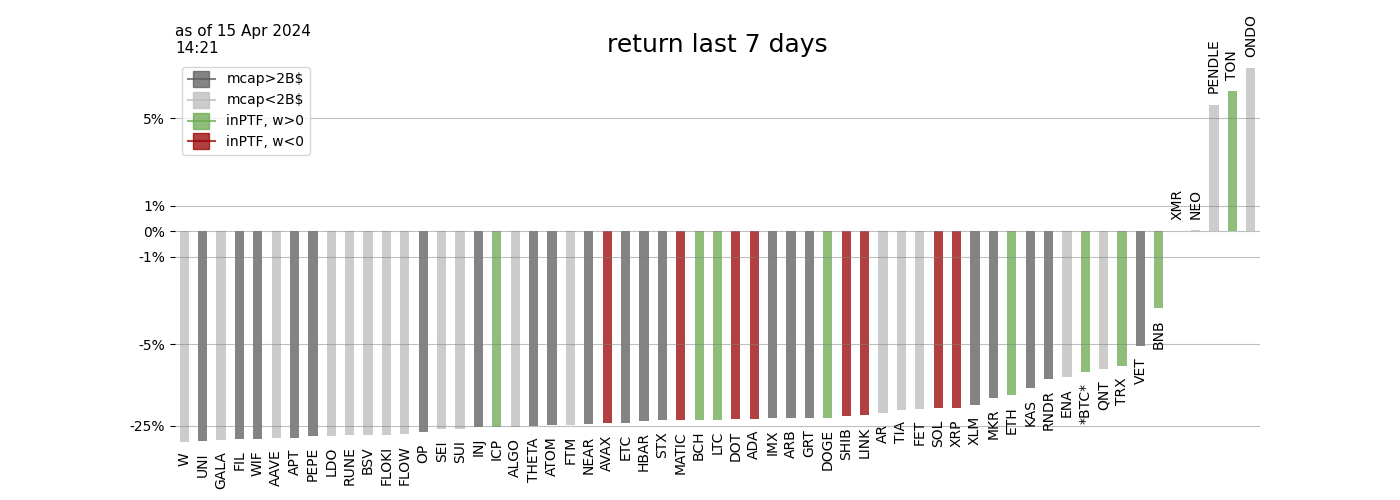 as of 15 Apr 2024
14:21
return last 7 days
mcap>2B$
mcap<2B$
inPTF, w>0
inPTF, w<0
5%
1%
0%
-1%
-5%
-25%
W
UNI
GALA
FIL
WIF
AAVE
APT
PEPE
LDO
RUNE
BSV
FLOKI
FLOW
OP
SEI
SUI
INJ
ICP
ALGO
THETA
ATOM
FTM
NEAR
AVAX
ETC
HBAR
STX
MATIC
BCH
LTC
DOT
ADA
IMX
ARB
GRT
DOGE
SHIB
LINK
AR
TIA
FET
SOL
XRP
XLM
MKR
ETH
KAS
RNDR
ENA
*BTC*
QNT
TRX
VET
BNB
XMR
NEO
PENDLE
TON
ONDO